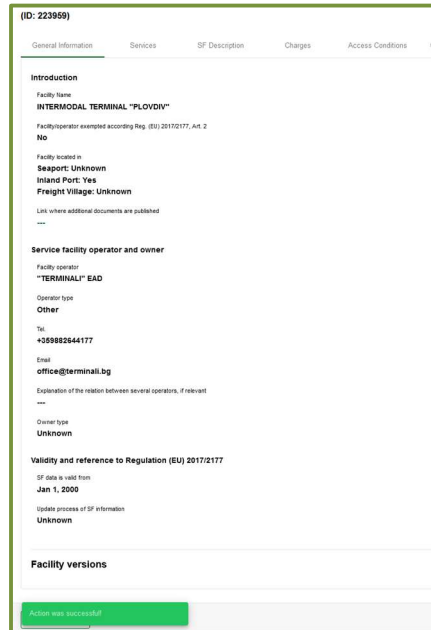 (ID: 223959)
General Information Services SF Description Charges Access Conditions
Introduction
Facility Name
INTERMODAL TERMINAL "PLOVDIV"
Facility/operator exempted according Reg. (EU) 2017/2177, Art. 2
No
Facility located in
Seaport: Unknown
Inland Port: Yes
Freight Village: Unknown
Link where additional documents are published
---
Service facility operator and owner
Facility operator
"TERMINALI" EAD
Operator type
Other
Tel.
+359882644177
Email
office@terminali.bg
Explanation of the relation between several operators, if relevant
---
Owner type
Unknown
Validity and reference to Regulation (EU) 2017/2177
SF data is valid from
Jan 1, 2000
Update process of SF information
Unknown
Facility versions
Action was successful!